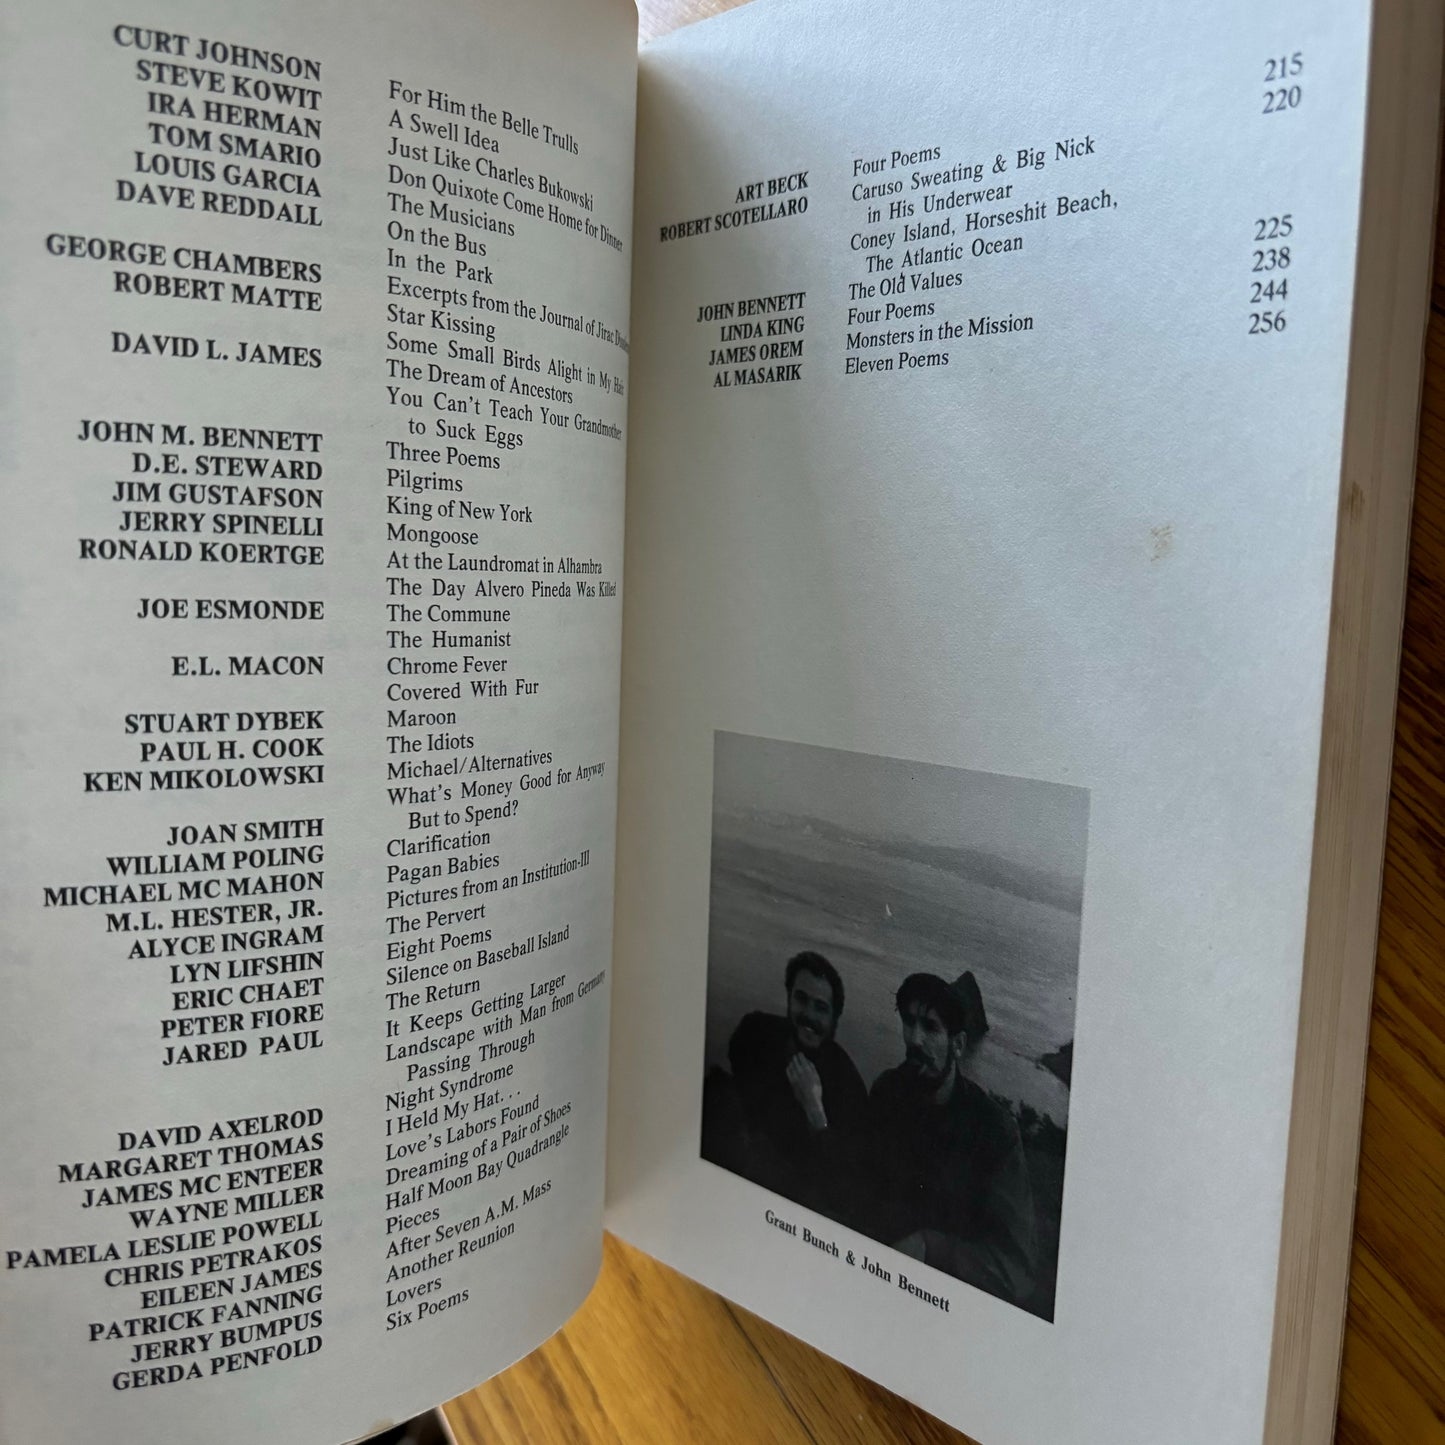 CURT JOHNSON
STEVE KOWIT
IRA HERMAN
TOM SMARIO
LOUIS GARCIA
DAVE REDDALL
GEORGE CHAMBERS
ROBERT MATTE
DAVID L. JAMES
JOHN M. BENNETT
D.E. STEWARD
JIM GUSTAFSON
JERRY SPINELLI
RONALD KOERTGE
JOE ESMONDE
E.L. MACON
STUART DYBEK
PAUL H. COOK
KEN MIKOLOWSKI
JOAN SMITH
WILLIAM POLING
MICHAEL MC MAHON
M.L. HESTER, JR.
ALYCE INGRAM
LYN LIFSHIN
ERIC CHAET
PETER FIORE
JARED PAUL
DAVID AXELROD
MARGARET THOMAS
JAMES MC ENTEER
WAYNE MILLER
PAMELA LESLIE POWELL
CHRIS PETRAKOS
EILEEN JAMES
PATRICK FANNING
JERRY BUMPUS
GERDA PENFOLD
For Him the Belle Trulls
A Swell Idea
Just Like Charles Bukowski
Don Quixote Come Home for Dinner
The Musicians
On the Bus
In the Park
Excerpts from the Journal of Jirac
Star Kissing
Some Small Birds Alight in My Hair
The Dream of Ancestors
You Can't Teach Your Grandmother
to Suck Eggs
Three Poems
Pilgrims
King of New York
Mongoose
At the Laundromat in Alhambra
The Day Alvero Pineda Was Killed
The Commune
The Humanist
Chrome Fever
Covered With Fur
Maroon
The Idiots
Michael/Alternatives
What's Money Good for Anyway
But to Spend?
Clarification
Pagan Babies
Pictures from an Institution-III
The Pervert
Eight Poems
Silence on Baseball Island
The Return
It Keeps Getting Larger
Landscape with Man from Germany
Passing Through
Night Syndrome
I Held My Hat. . .
Love's Labors Found
Dreaming of a Pair of Shoes
Half Moon Bay Quadrangle
Pieces
After Seven A.M. Mass
Another Reunion
Lovers
Six Poems
ART BECK
ROBERT SCOTELLARO
JOHN BENNETT
LINDA KING
JAMES OREM
AL MASARIK
Four Poems
Caruso Sweating & Big Nick
in His Underwear
Coney Island, Horseshit Beach,
The Atlantic Ocean
The Old Values
Four Poems
Monsters in the Mission
Eleven Poems
215
220
225
238
244
256
Grant Bunch & John Bennett